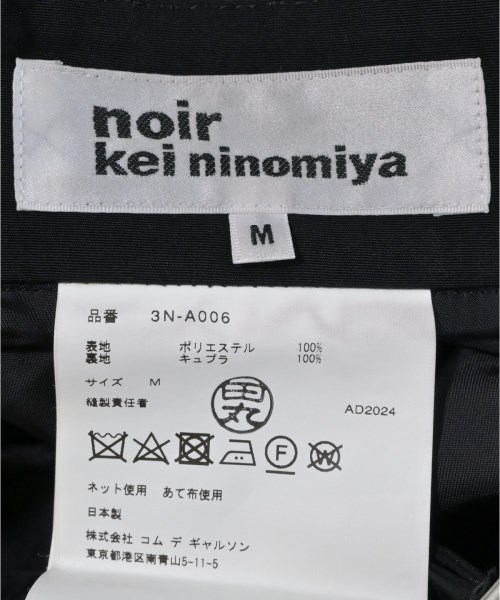 noir
kei ninomiya
M
品番 3N-A006
表地 ポリエステル 100%
裏地 キュプラ 100%
サイズ M
縫製責任者 田丸 AD2024
F W
ネット使用 あて布使用
日本製
株式会社 コム デ ギャルソン
東京都港区南青山5-11-5